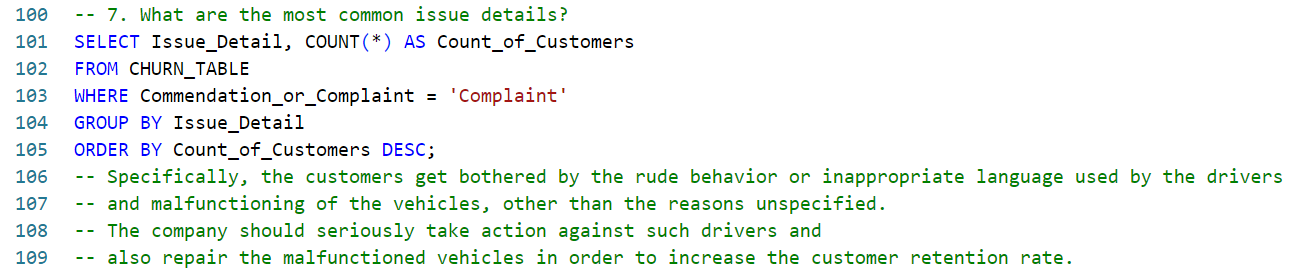 100 -- 7. What are the most common issue details?
101 SELECT Issue_Detail, COUNT(*) AS Count_of_Customers
102 FROM CHURN_TABLE
103 WHERE Commendation_or_Complaint = 'Complaint'
104 GROUP BY Issue_Detail
105 ORDER BY Count_of_Customers DESC;
106 -- Specifically, the customers get bothered by the rude behavior or inappropriate language used by the drivers
107 -- and malfunctioning of the vehicles, other than the reasons unspecified.
108 -- The company should seriously take action against such drivers and
109 -- also repair the malfunctioned vehicles in order to increase the customer retention rate.